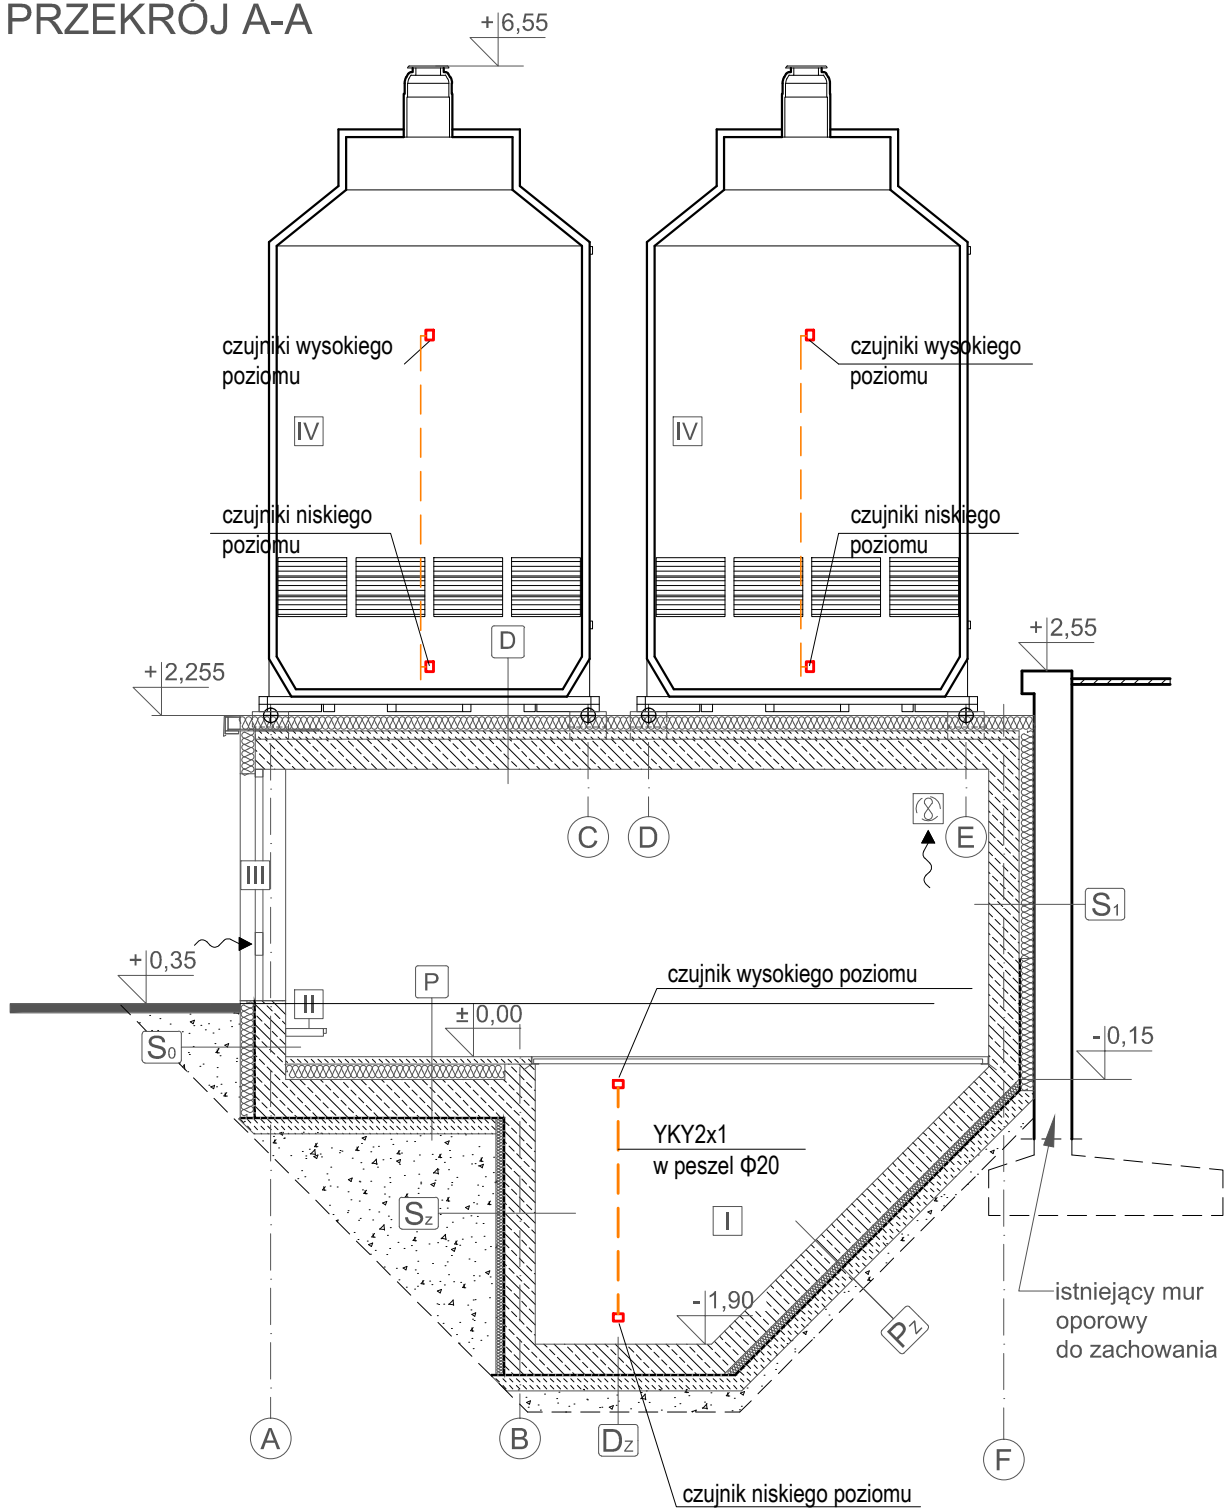 PRZEKRÓJ A-A
+6,55
czujniki wysokiego
poziomu
czujniki wysokiego
poziomu
IV
IV
czujniki niskiego
poziomu
czujniki niskiego
poziomu
D
+2,55
+2,255
C
D
E
III
S1
+0,35
P
czujnik wysokiego poziomu
II
±0,00
S0
-0,15
YKY2x1
w peszel Φ20
Sz
I
-1,90
Pz
istniejący mur
oporowy
do zachowania
A
B
Dz
F
czujnik niskiego poziomu